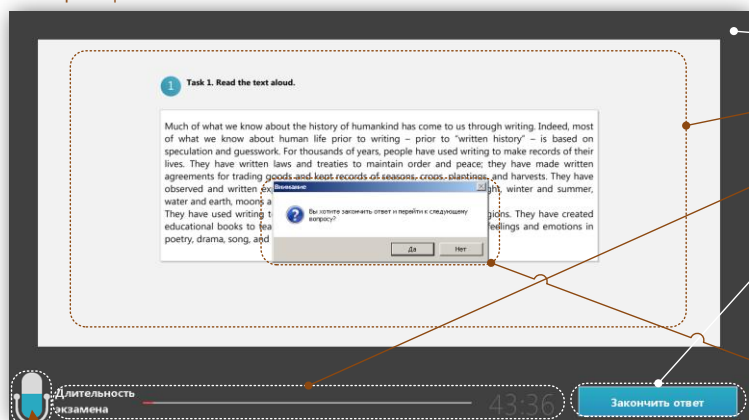 1 Task 1. Read the text aloud.
Much of what we know about the history of humankind has come to us through writing. Indeed, most
of what we know about human life prior to writing – prior to “written history” – is based on
speculation and guesswork. For thousands of years, people have used writing to make records of their
lives. They have written laws and treaties to maintain order and peace; they have made written
agreements for trading goods and kept records of seasons, crops, plantings, and harvests. They have
observed and written winter and summer,
water and earth, moons
They have used writing They have created
educational books to feelings and emotions in
poetry, drama, song, and
Внимание
Вы хотите закончить ответ и перейти к следующему
вопросу?
Да Нет
Длительность
экзамена
43:36
Закончить ответ